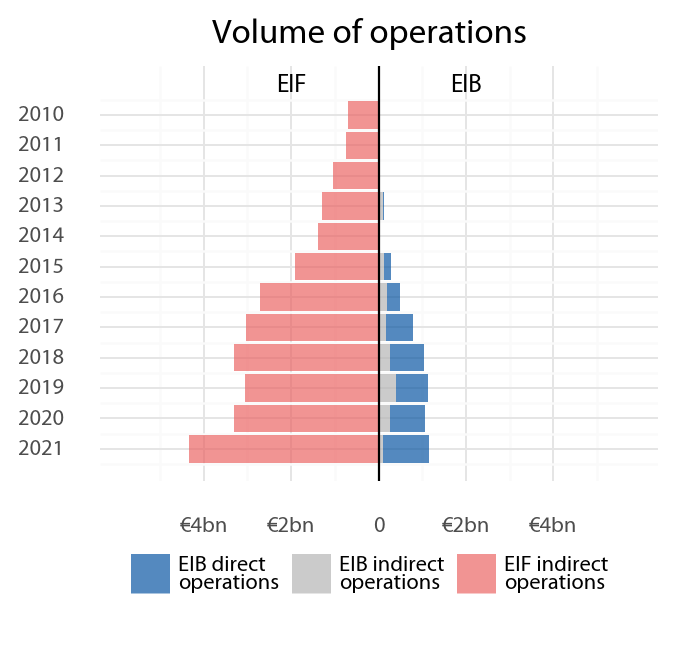 Volume of operations
EIF EIB
2010
2011
2012
2013
2014
2015
2016
2017
2018
2019
2020
2021
€4bn €2bn 0 €2bn €4bn
EIB direct
operations
EIB indirect
operations
EIF indirect
operations